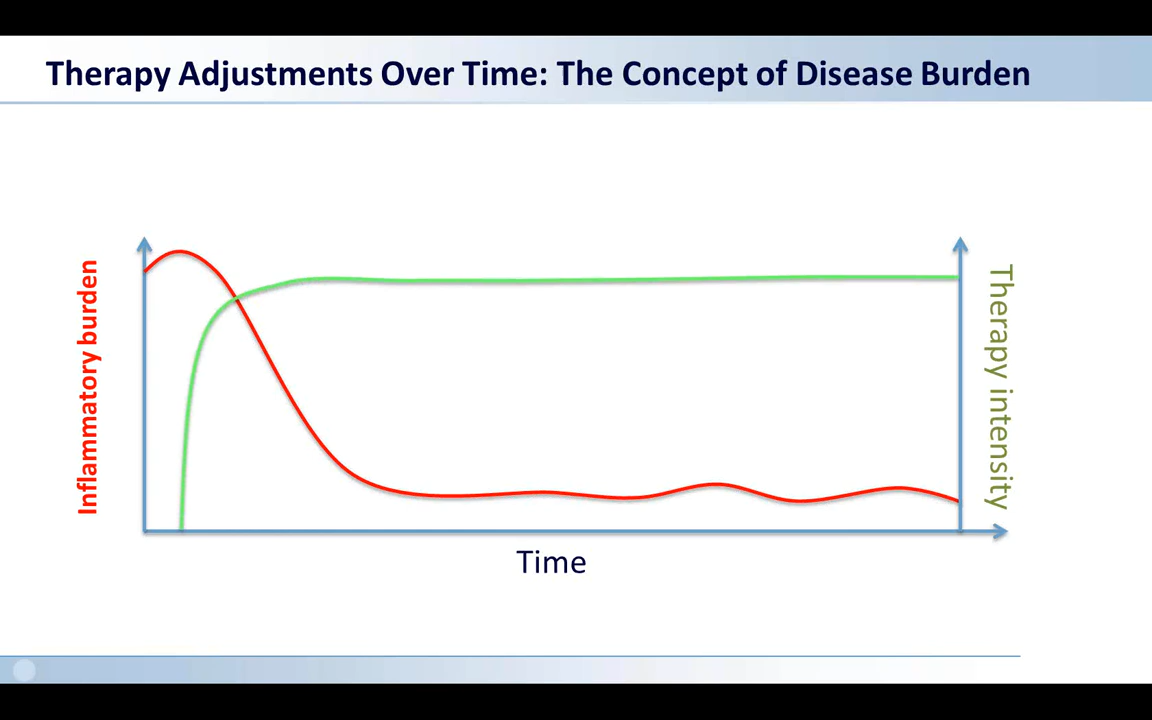 Therapy Adjustments Over Time: The Concept of Disease Burden
Inflammatory burden
Therapy intensity
Time